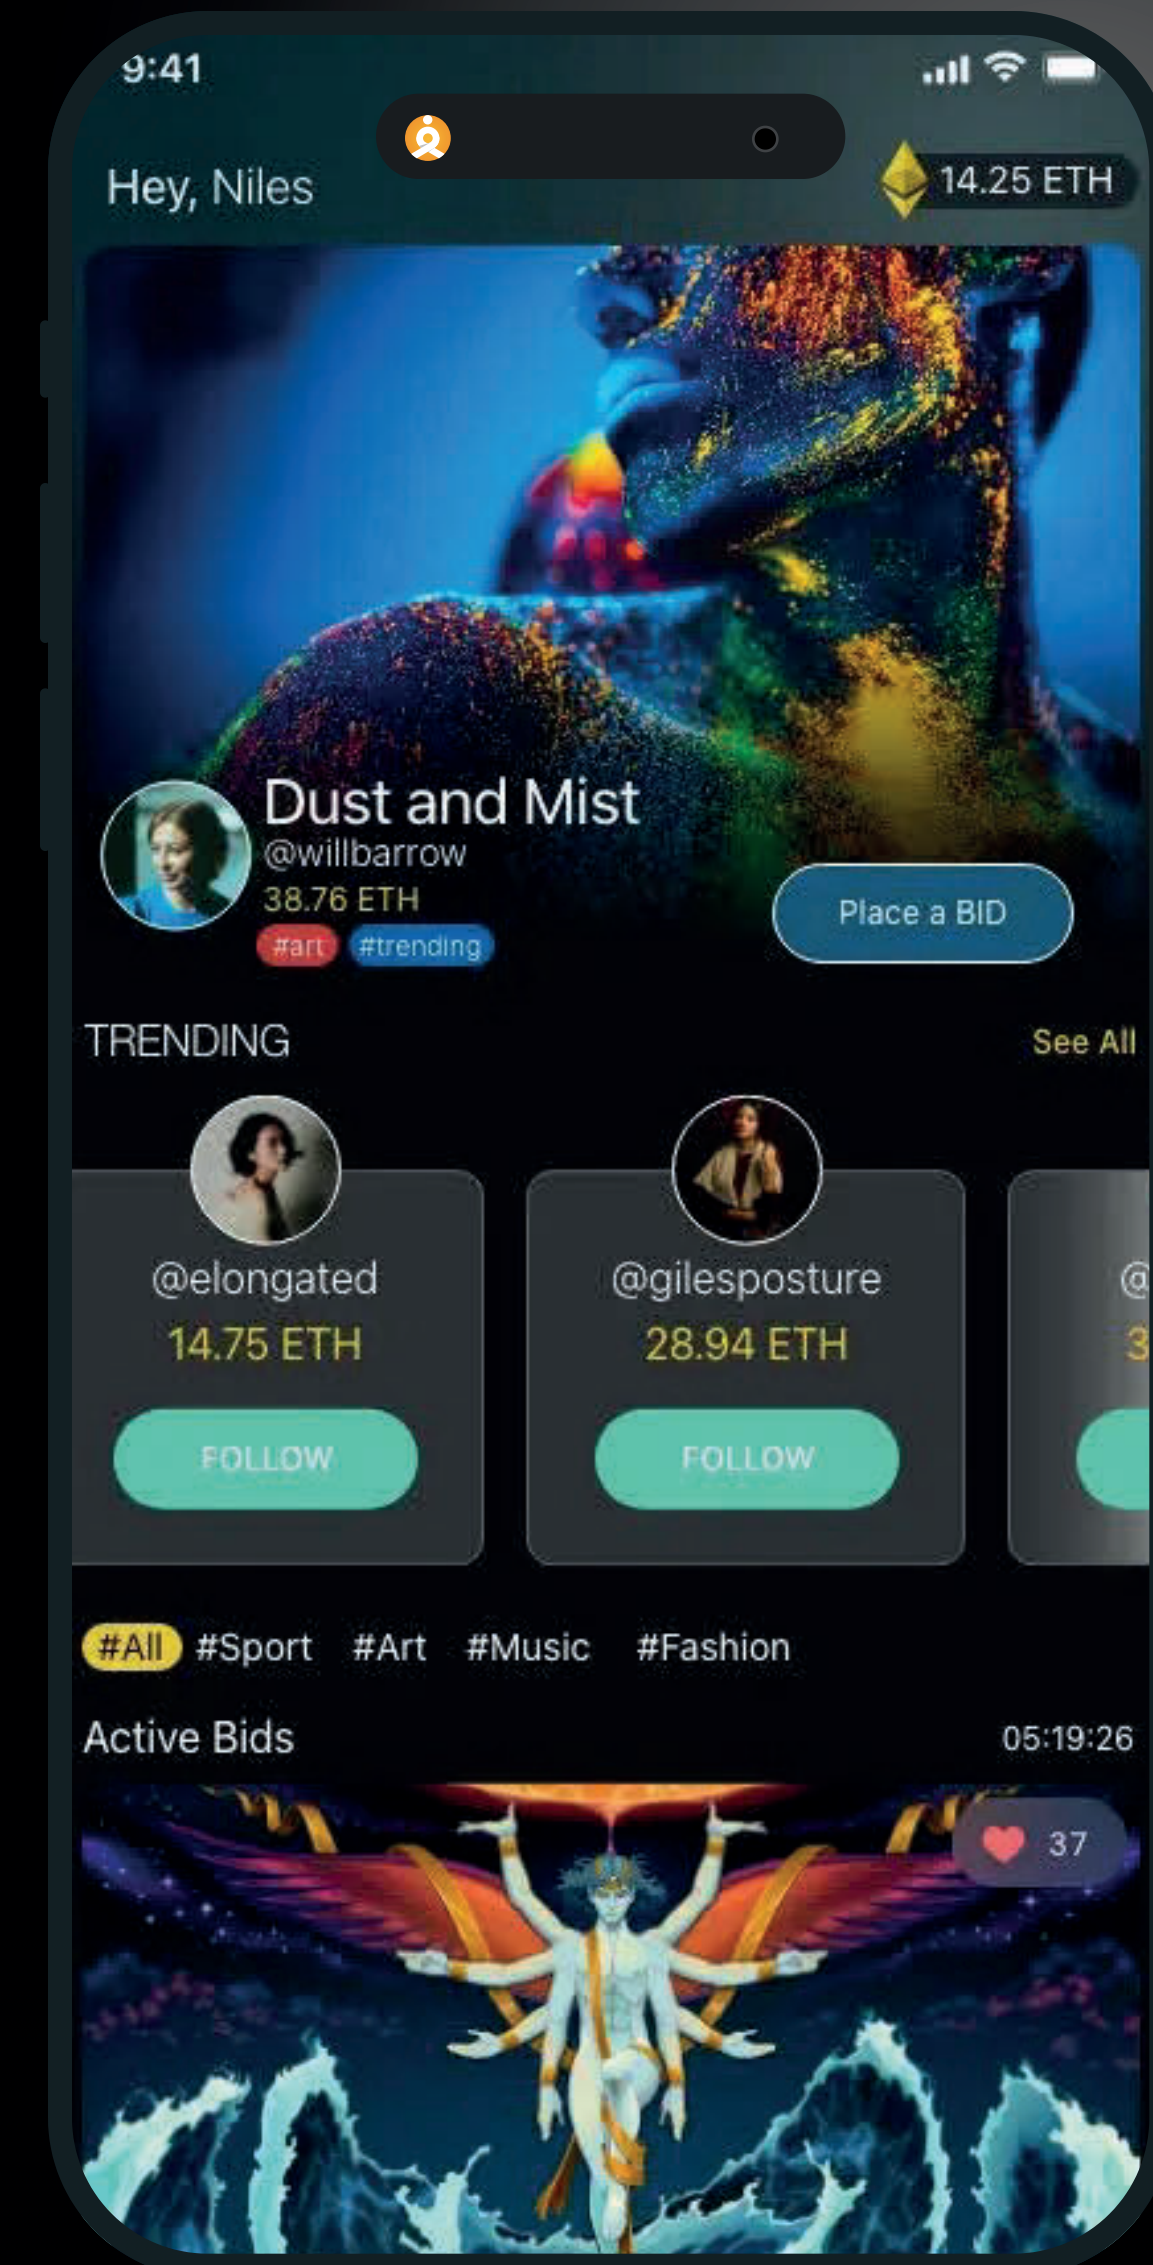 9:41
Hey, Niles
14.25 ETH
Dust and Mist
@willbarrow
38.76 ETH
#art #trending
Place a BID
TRENDING
See All
@elongated
14.75 ETH
FOLLOW
@gilesposture
28.94 ETH
FOLLOW
@
3
#All #Sport #Art #Music #Fashion
Active Bids
05:19:26
37